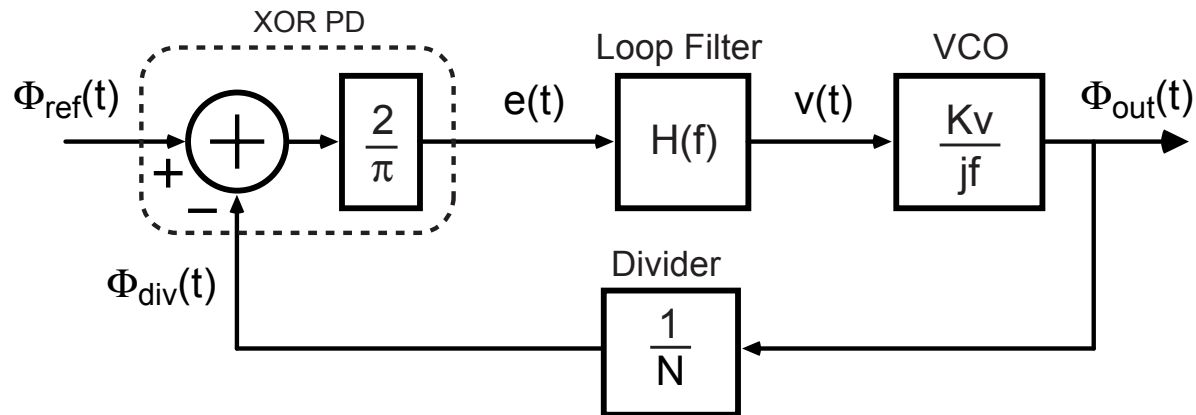 XOR PD
Loop Filter
VCO
Φref(t)
2
π
e(t)
H(f)
v(t)
Kv
jf
Φout(t)
+
−
Φdiv(t)
Divider
1
N